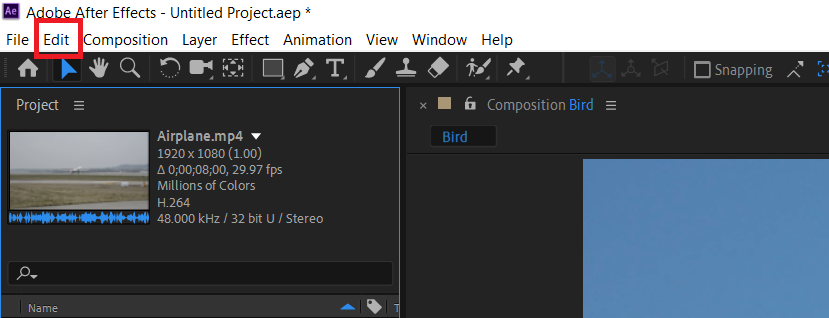 Ae Adobe After Effects - Untitled Project.aep *
File Edit Composition Layer Effect Animation View Window Help
T Snapping
Project
× Composition Bird
Bird
Airplane.mp4
1920 x 1080 (1.00)
Δ 0;00;08;00, 29.97 fps
Millions of Colors
H.264
48.000 kHz / 32 bit U / Stereo
Name T